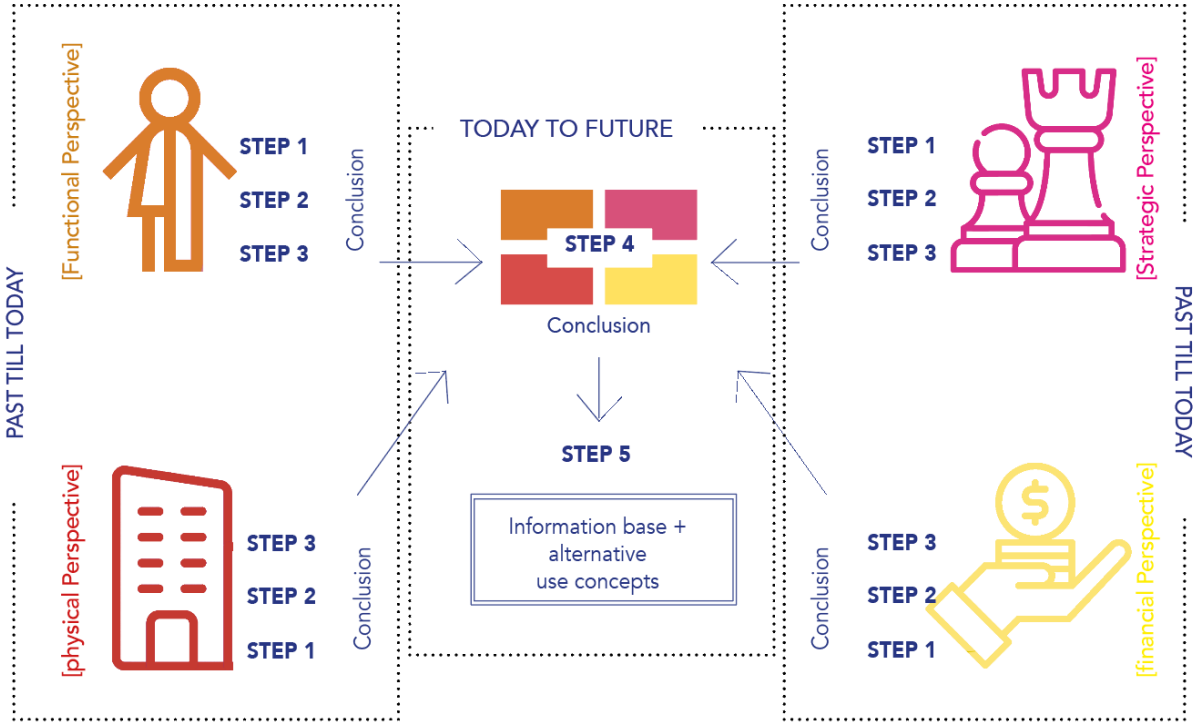 PAST TILL TODAY
[Functional Perspective]
STEP 1
STEP 2
STEP 3
Conclusion
[physical Perspective]
STEP 3
STEP 2
STEP 1
Conclusion
TODAY TO FUTURE
STEP 4
Conclusion
STEP 5
Information base +
alternative
use concepts
STEP 1
STEP 2
STEP 3
Conclusion
[Strategic Perspective]
STEP 3
STEP 2
STEP 1
Conclusion
$
[financial Perspective]
PAST TILL TODAY